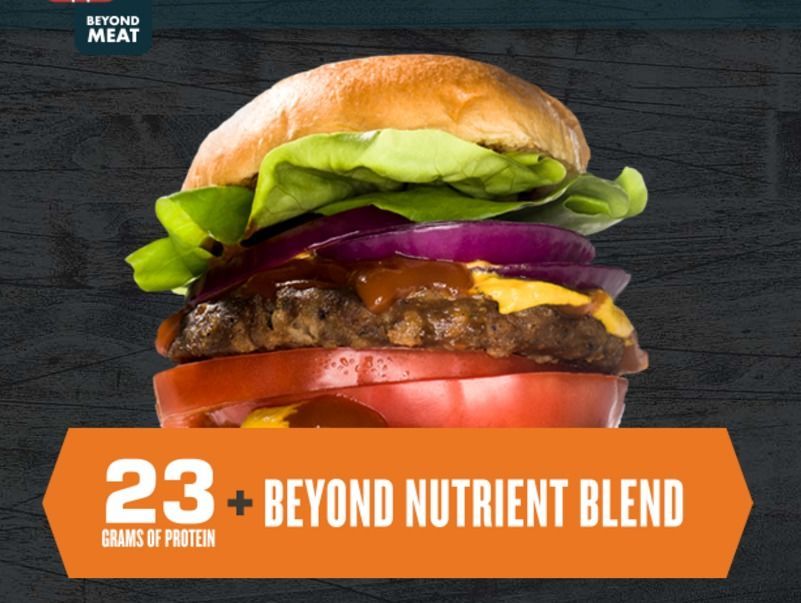 BEYOND
MEAT
23
GRAMS OF PROTEIN
+
BEYOND NUTRIENT BLEND